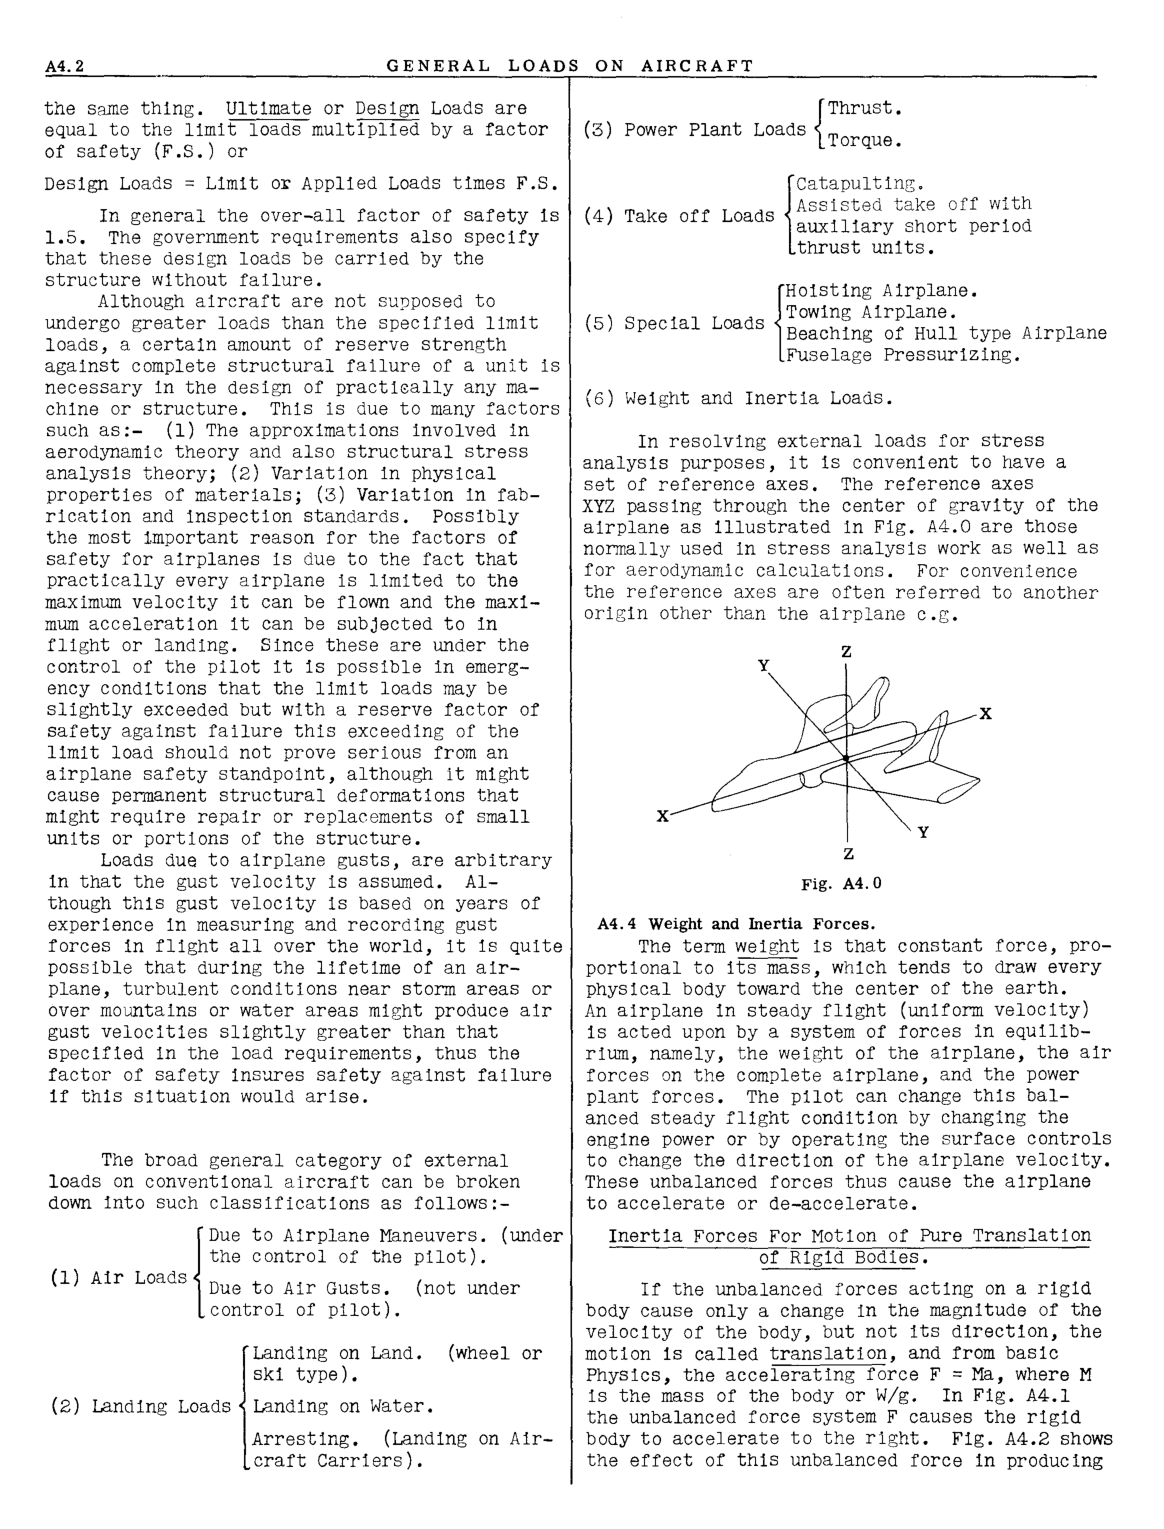 A4.2
GENERAL LOADS ON AIRCRAFT
the same thing. Ultimate or Design Loads are
equal to the limit loads multiplied by a factor
of safety (F.S.) or
Design Loads = Limit or Applied Loads times F.S.
In general the over-all factor of safety is
1.5. The government requirements also specify
that these design loads be carried by the
structure without failure.
Although aircraft are not supposed to
undergo greater loads than the specified limit
loads, a certain amount of reserve strength
against complete structural failure of a unit is
necessary in the design of practically any ma-
chine or structure. This is due to many factors
such as:- (1) The approximations involved in
aerodynamic theory and also structural stress
analysis theory; (2) Variation in physical
properties of materials; (3) Variation in fab-
rication and inspection standards. Possibly
the most important reason for the factors of
safety for airplanes is due to the fact that
practically every airplane is limited to the
maximum velocity it can be flown and the maxi-
mum acceleration it can be subjected to in
flight or landing. Since these are under the
control of the pilot it is possible in emerg-
ency conditions that the limit loads may be
slightly exceeded but with a reserve factor of
safety against failure this exceeding of the
limit load should not prove serious from an
airplane safety standpoint, although it might
cause permanent structural deformations that
might require repair or replacements of small
units or portions of the structure.
Loads due to airplane gusts, are arbitrary
in that the gust velocity is assumed. Al-
though this gust velocity is based on years of
experience in measuring and recording gust
forces in flight all over the world, it is quite
possible that during the lifetime of an air-
plane, turbulent conditions near storm areas or
over mountains or water areas might produce air
gust velocities slightly greater than that
specified in the load requirements, thus the
factor of safety insures safety against failure
if this situation would arise.
The broad general category of external
loads on conventional aircraft can be broken
down into such classifications as follows:-
(1) Air Loads
Due to Airplane Maneuvers. (under
the control of the pilot).
Due to Air Gusts. (not under
control of pilot).
(2) Landing Loads
Landing on Land. (wheel or
ski type).
Landing on Water.
Arresting. (Landing on Air-
craft Carriers).
(3) Power Plant Loads
Thrust.
Torque.
(4) Take off Loads
Catapulting.
Assisted take off with
auxiliary short period
thrust units.
(5) Special Loads
Hoisting Airplane.
Towing Airplane.
Beaching of Hull type Airplane
Fuselage Pressurizing.
(6) Weight and Inertia Loads.
In resolving external loads for stress
analysis purposes, it is convenient to have a
set of reference axes. The reference axes
XYZ passing through the center of gravity of the
airplane as illustrated in Fig. A4.0 are those
normally used in stress analysis work as well as
for aerodynamic calculations. For convenience
the reference axes are often referred to another
origin other than the airplane c.g.
Z
Y
X
X
Y
Z
Fig. A4.0
A4.4 Weight and Inertia Forces.
The term weight is that constant force, pro-
portional to its mass, which tends to draw every
physical body toward the center of the earth.
An airplane in steady flight (uniform velocity)
is acted upon by a system of forces in equilib-
rium, namely, the weight of the airplane, the air
forces on the complete airplane, and the power
plant forces. The pilot can change this bal-
anced steady flight condition by changing the
engine power or by operating the surface controls
to change the direction of the airplane velocity.
These unbalanced forces thus cause the airplane
to accelerate or de-accelerate.
Inertia Forces For Motion of Pure Translation
of Rigid Bodies.
If the unbalanced forces acting on a rigid
body cause only a change in the magnitude of the
velocity of the body, but not its direction, the
motion is called translation, and from basic
Physics, the accelerating force F = Ma, where M
is the mass of the body or W/g. In Fig. A4.1
the unbalanced force system F causes the rigid
body to accelerate to the right. Fig. A4.2 shows
the effect of this unbalanced force in producing